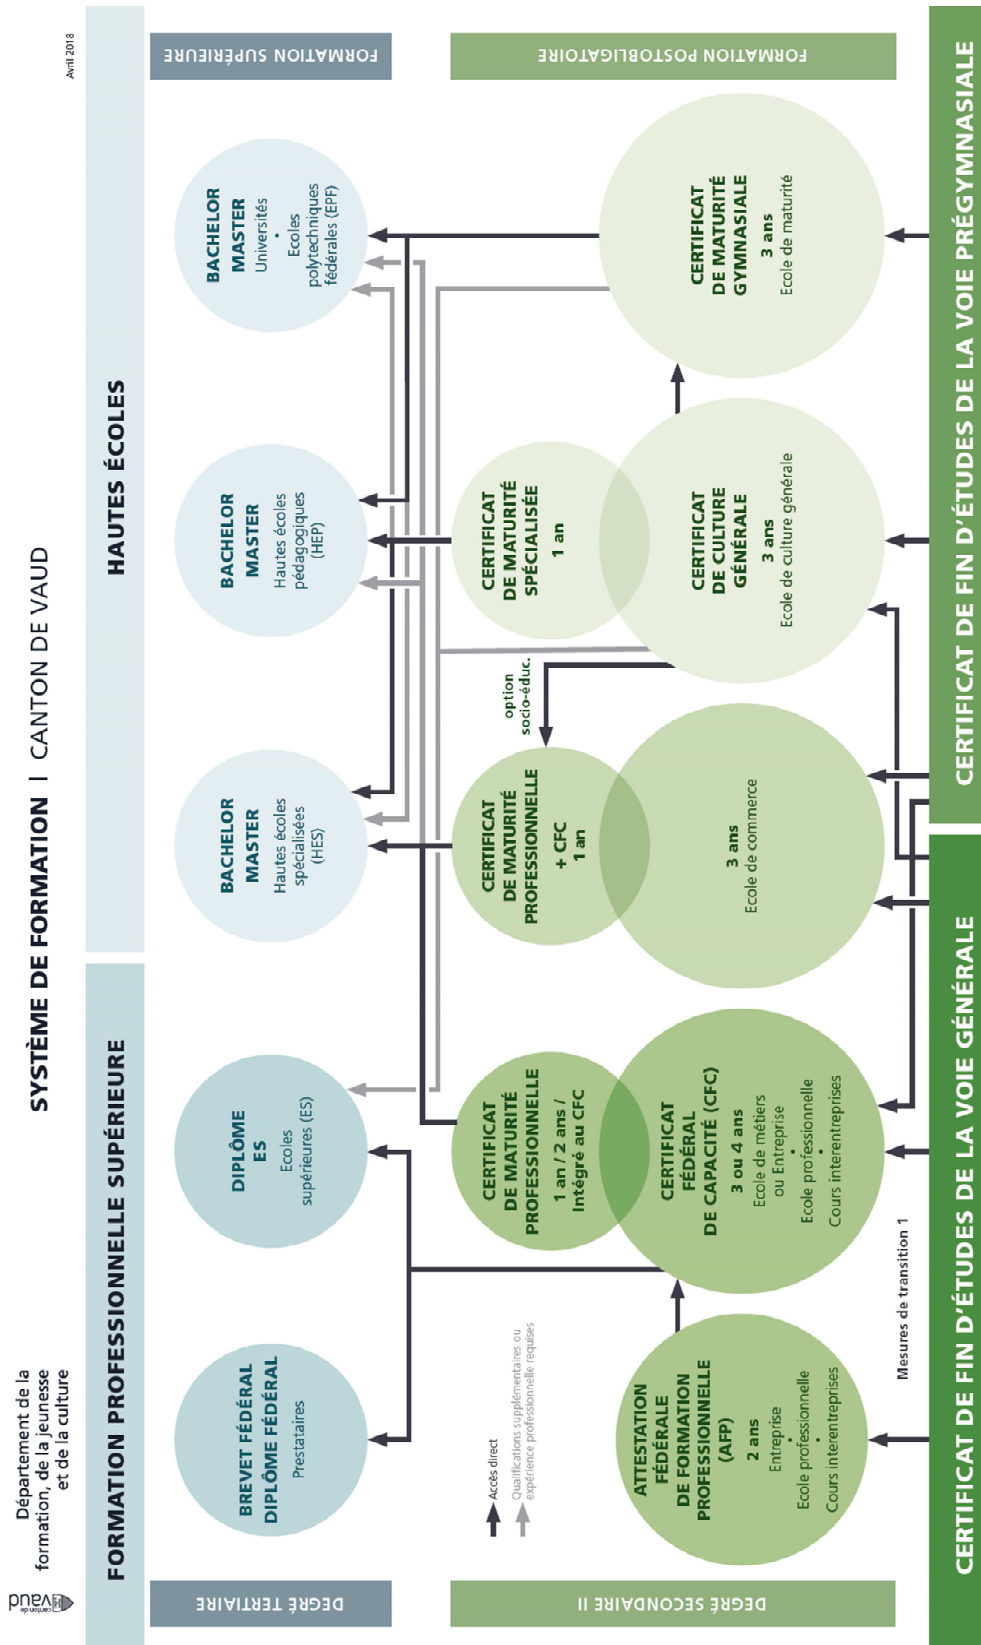 canton de
vaud
Département de la
formation, de la jeunesse
et de la culture
SYSTÈME DE FORMATION | CANTON DE VAUD
Avril 2018
FORMATION PROFESSIONNELLE SUPÉRIEURE
HAUTES ÉCOLES
DEGRÉ TERTIAIRE
FORMATION SUPÉRIEURE
BREVET FÉDÉRAL
DIPLÔME FÉDÉRAL
Prestataires
DIPLÔME
ES
Ecoles
supérieures (ES)
BACHELOR
MASTER
Hautes écoles
spécialisées
(HES)
BACHELOR
MASTER
Hautes écoles
pédagogiques
(HEP)
BACHELOR
MASTER
Universités
•
Ecoles
polytechniques
fédérales (EPF)
Accès direct
Qualifications supplémentaires ou
expérience professionnelle requises
DEGRÉ SECONDAIRE II
FORMATION POSTOBLIGATOIRE
CERTIFICAT
DE MATURITÉ
PROFESSIONNELLE
1 an / 2 ans /
Intégré au CFC
CERTIFICAT
DE MATURITÉ
PROFESSIONNELLE
+ CFC
1 an
option
socio-éduc.
CERTIFICAT
DE MATURITÉ
SPÉCIALISÉE
1 an
ATTESTATION
FÉDÉRALE
DE FORMATION
PROFESSIONNELLE
(AFP)
2 ans
Entreprise
•
Ecole professionnelle
•
Cours interentreprises
CERTIFICAT
FÉDÉRAL
DE CAPACITÉ (CFC)
3 ou 4 ans
Ecole de métiers
ou Entreprise
•
Ecole professionnelle
•
Cours interentreprises
3 ans
Ecole de commerce
CERTIFICAT
DE CULTURE
GÉNÉRALE
3 ans
Ecole de culture générale
CERTIFICAT
DE MATURITÉ
GYMNASIALE
3 ans
Ecole de maturité
Mesures de transition 1
CERTIFICAT DE FIN D'ÉTUDES DE LA VOIE GÉNÉRALE
CERTIFICAT DE FIN D'ÉTUDES DE LA VOIE PRÉGYMNASIALE